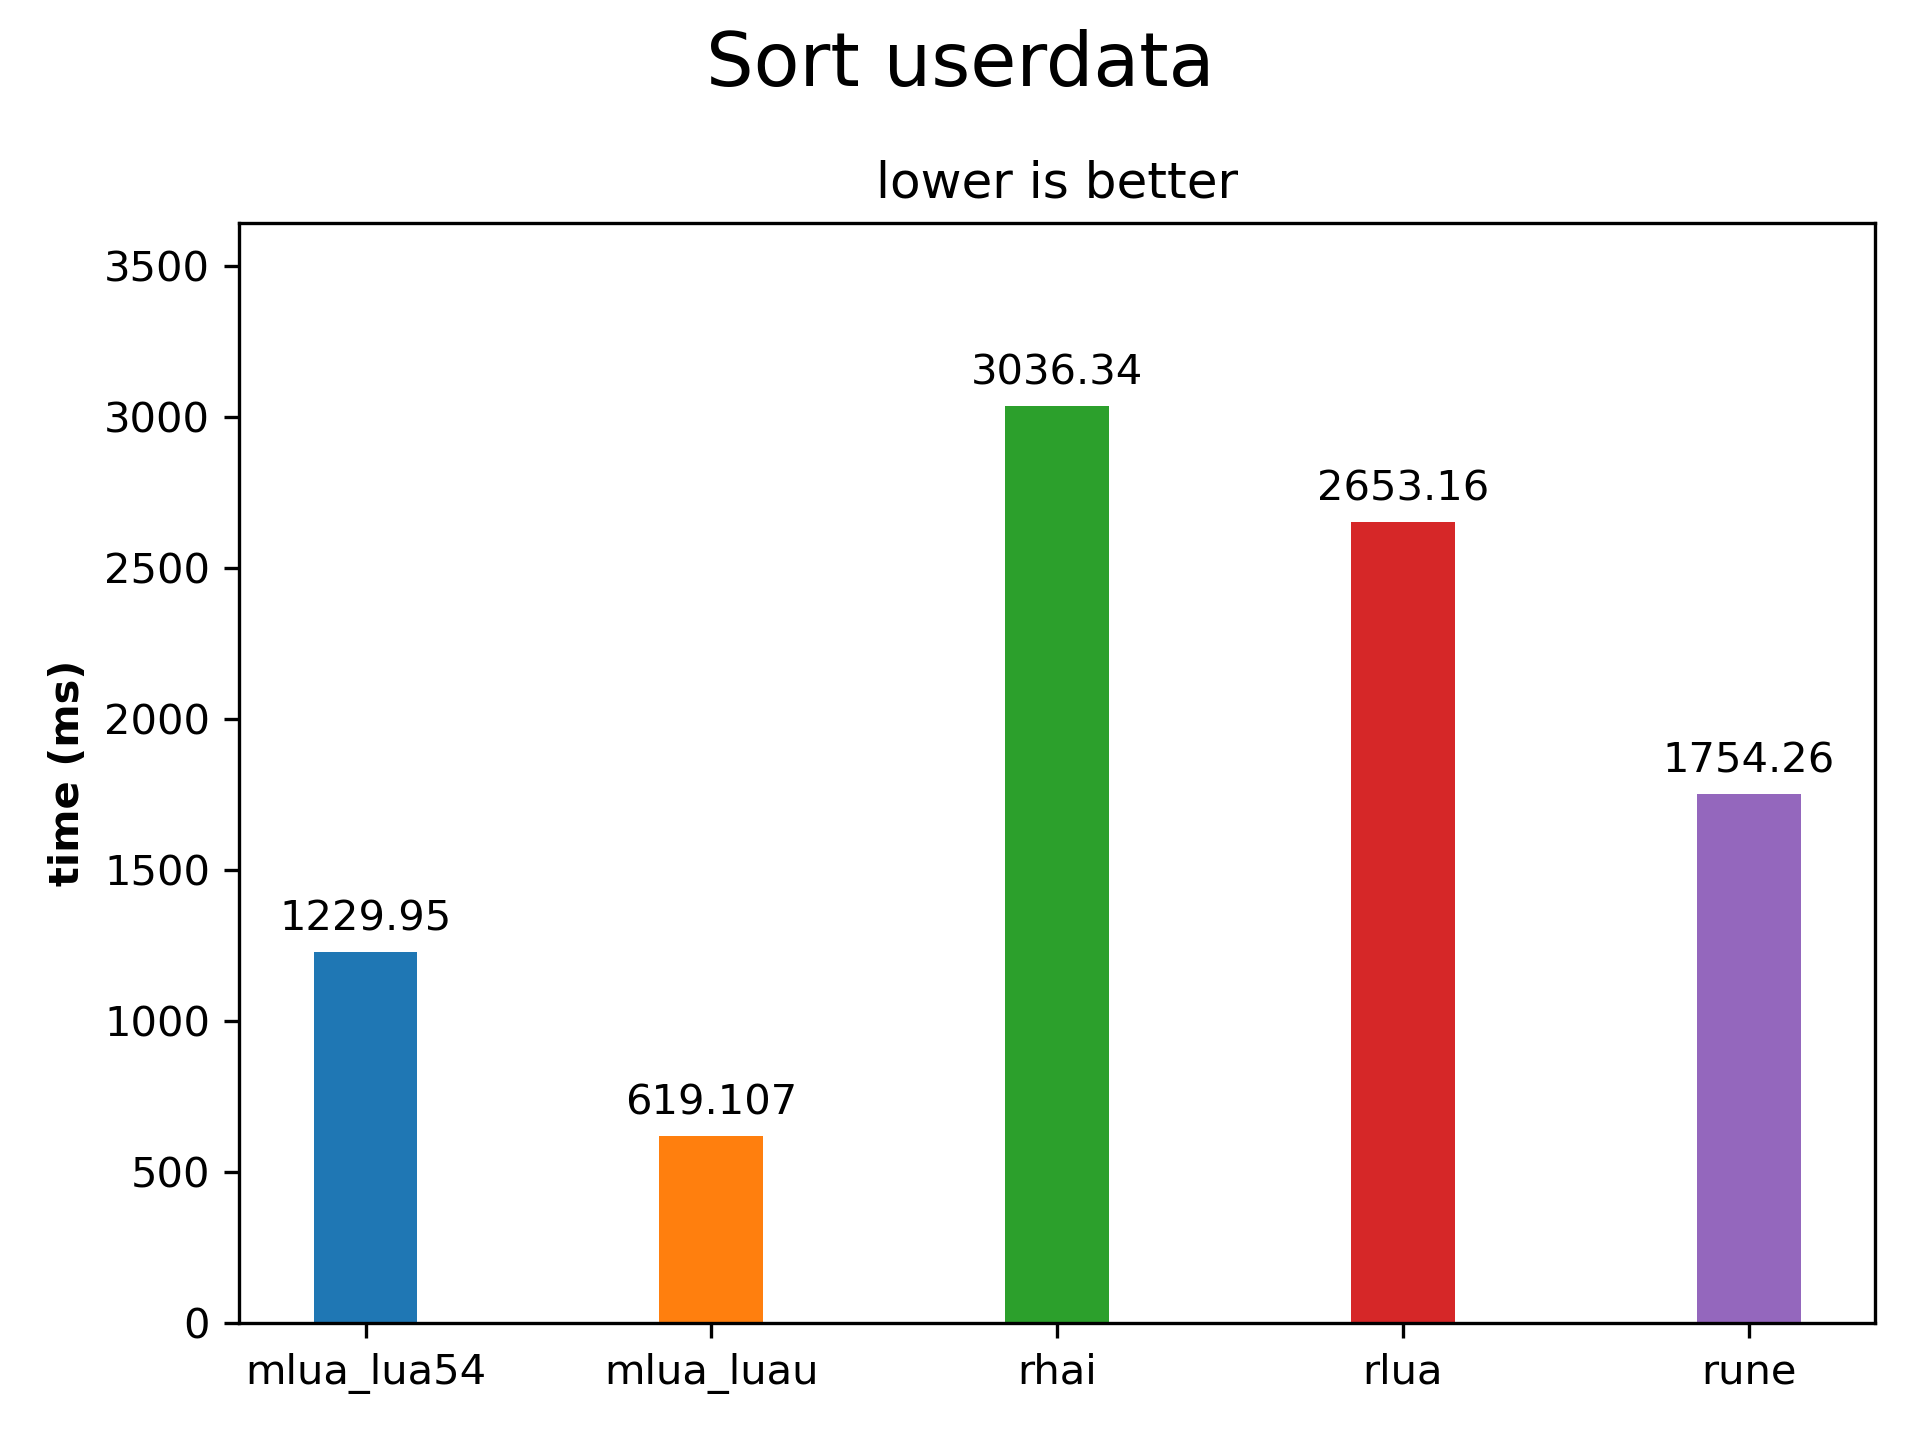 Sort userdata
lower is better
3500
3000
2500
2000
1500
1000
500
0
time (ms)
1229.95
619.107
3036.34
2653.16
1754.26
mlua_lua54
mlua_luau
rhai
rlua
rune